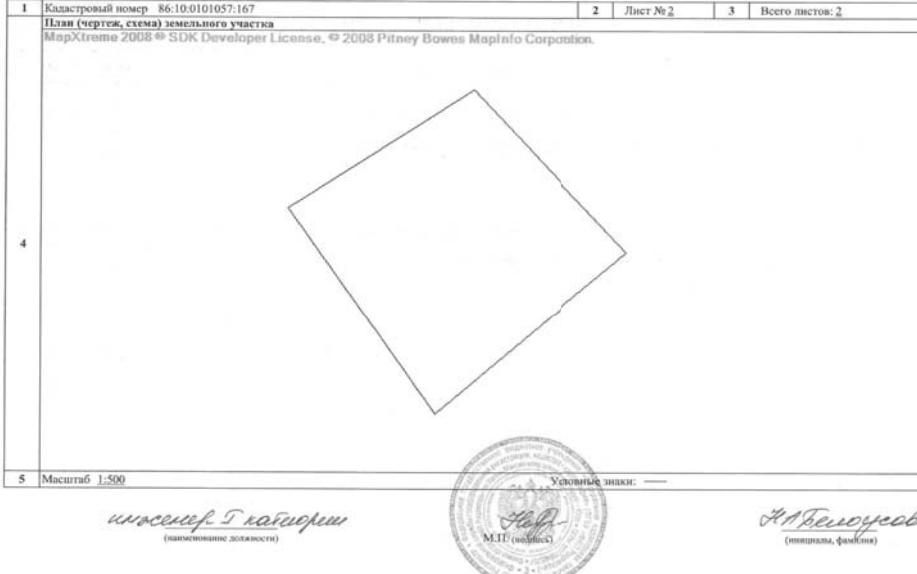 1 Кадастровый номер 86:10:0101057:167 2 Лист № 2 3 Всего листов: 2
План (чертеж, схема) земельного участка
MapXtreme 2008 ® SDK Developer License. © 2008 Pitney Bowes MapInfo Corporation.
4
5 Масштаб 1:500 Условные знаки: —
инженер I категории
(наименование должности) М.П. (подпись) (инициалы, фамилия)